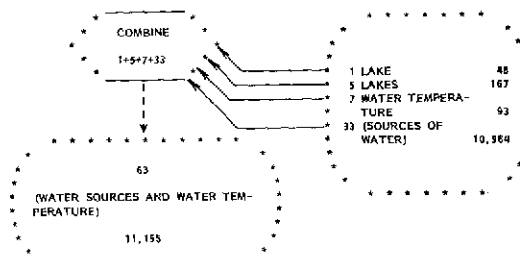 COMBINE
1+5+7+33
1 LAKE 48
5 LAKES 167
7 WATER TEMPERA-
TURE 93
33 (SOURCES OF
WATER) 10,964
63
(WATER SOURCES AND WATER TEM-
PERATURE)
11,155